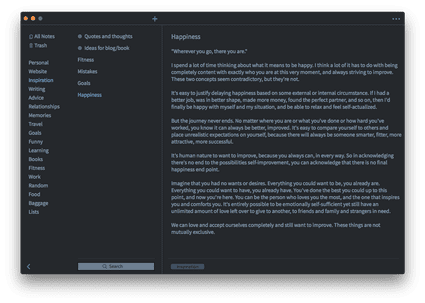 All Notes
Trash
Personal
Website
Inspiration
Writing
Advice
Relationships
Memories
Travel
Goals
Funny
Learning
Books
Fitness
Work
Random
Food
Baggage
Lists
Quotes and thoughts
Ideas for blog/book
Fitness
Mistakes
Goals
Happiness
Search
Happiness
"Wherever you go, there you are."
I spend a lot of time thinking about what it means to be happy. I think a lot of it has to do with being
completely content with exactly who you are at this very moment, and always striving to improve.
These two concepts seem contradictory, but they're not.
It's easy to justify delaying happiness based on some external or internal circumstance. If I had a
better job, was in better shape, made more money, found the perfect partner, and so on, then I'd
finally be happy with myself and my situation, and be able to relax and feel self-actualized.
But the journey never ends. No matter where you are or what you've done or how hard you've
worked, you know it can always be better, improved. It's easy to compare yourself to others and
place unrealistic expectations on yourself, because there will always be someone smarter, fitter, more
attractive, more successful.
It's human nature to want to improve, because you always can, in every way. So in acknowledging
there's no end to the possibilities self-improvement, you can acknowledge that there is no final
happiness end point.
Imagine that you had no wants or desires. Everything you could want to be, you already are.
Everything you could want to have, you already have. You've done the best you could up to this
point, and now you're here. You can be the person who loves you the most, and the one that inspires
you and comforts you. It's entirely possible to be emotionally self-sufficient yet still have an
unlimited amount of love left over to give to another, to friends and family and strangers in need.
We can love and accept ourselves completely and still want to improve. These things are not
mutually exclusive.